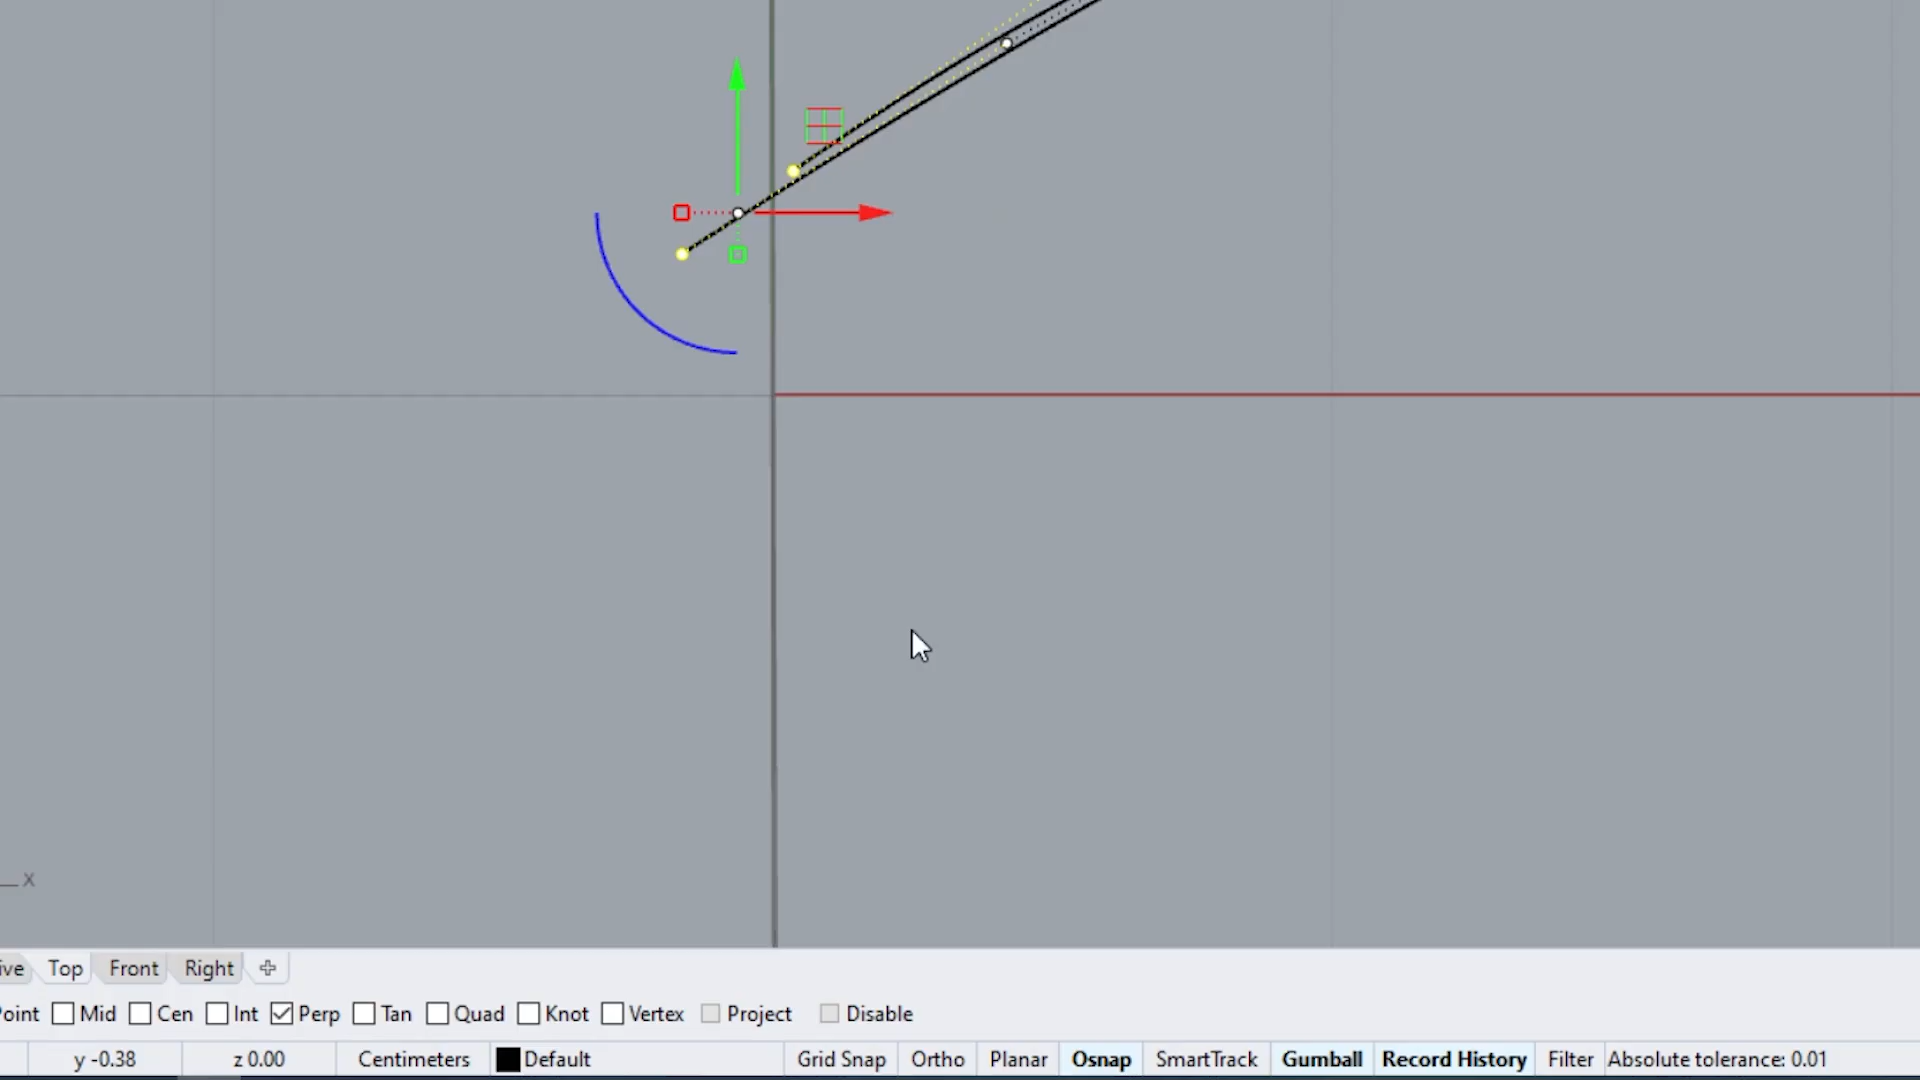 x
ive Top Front Right
oint Mid Cen Int Perp Tan Quad Knot Vertex Project Disable
y -0.38 z 0.00 Centimeters Default Grid Snap Ortho Planar Osnap SmartTrack Gumball Record History Filter Absolute tolerance: 0.01